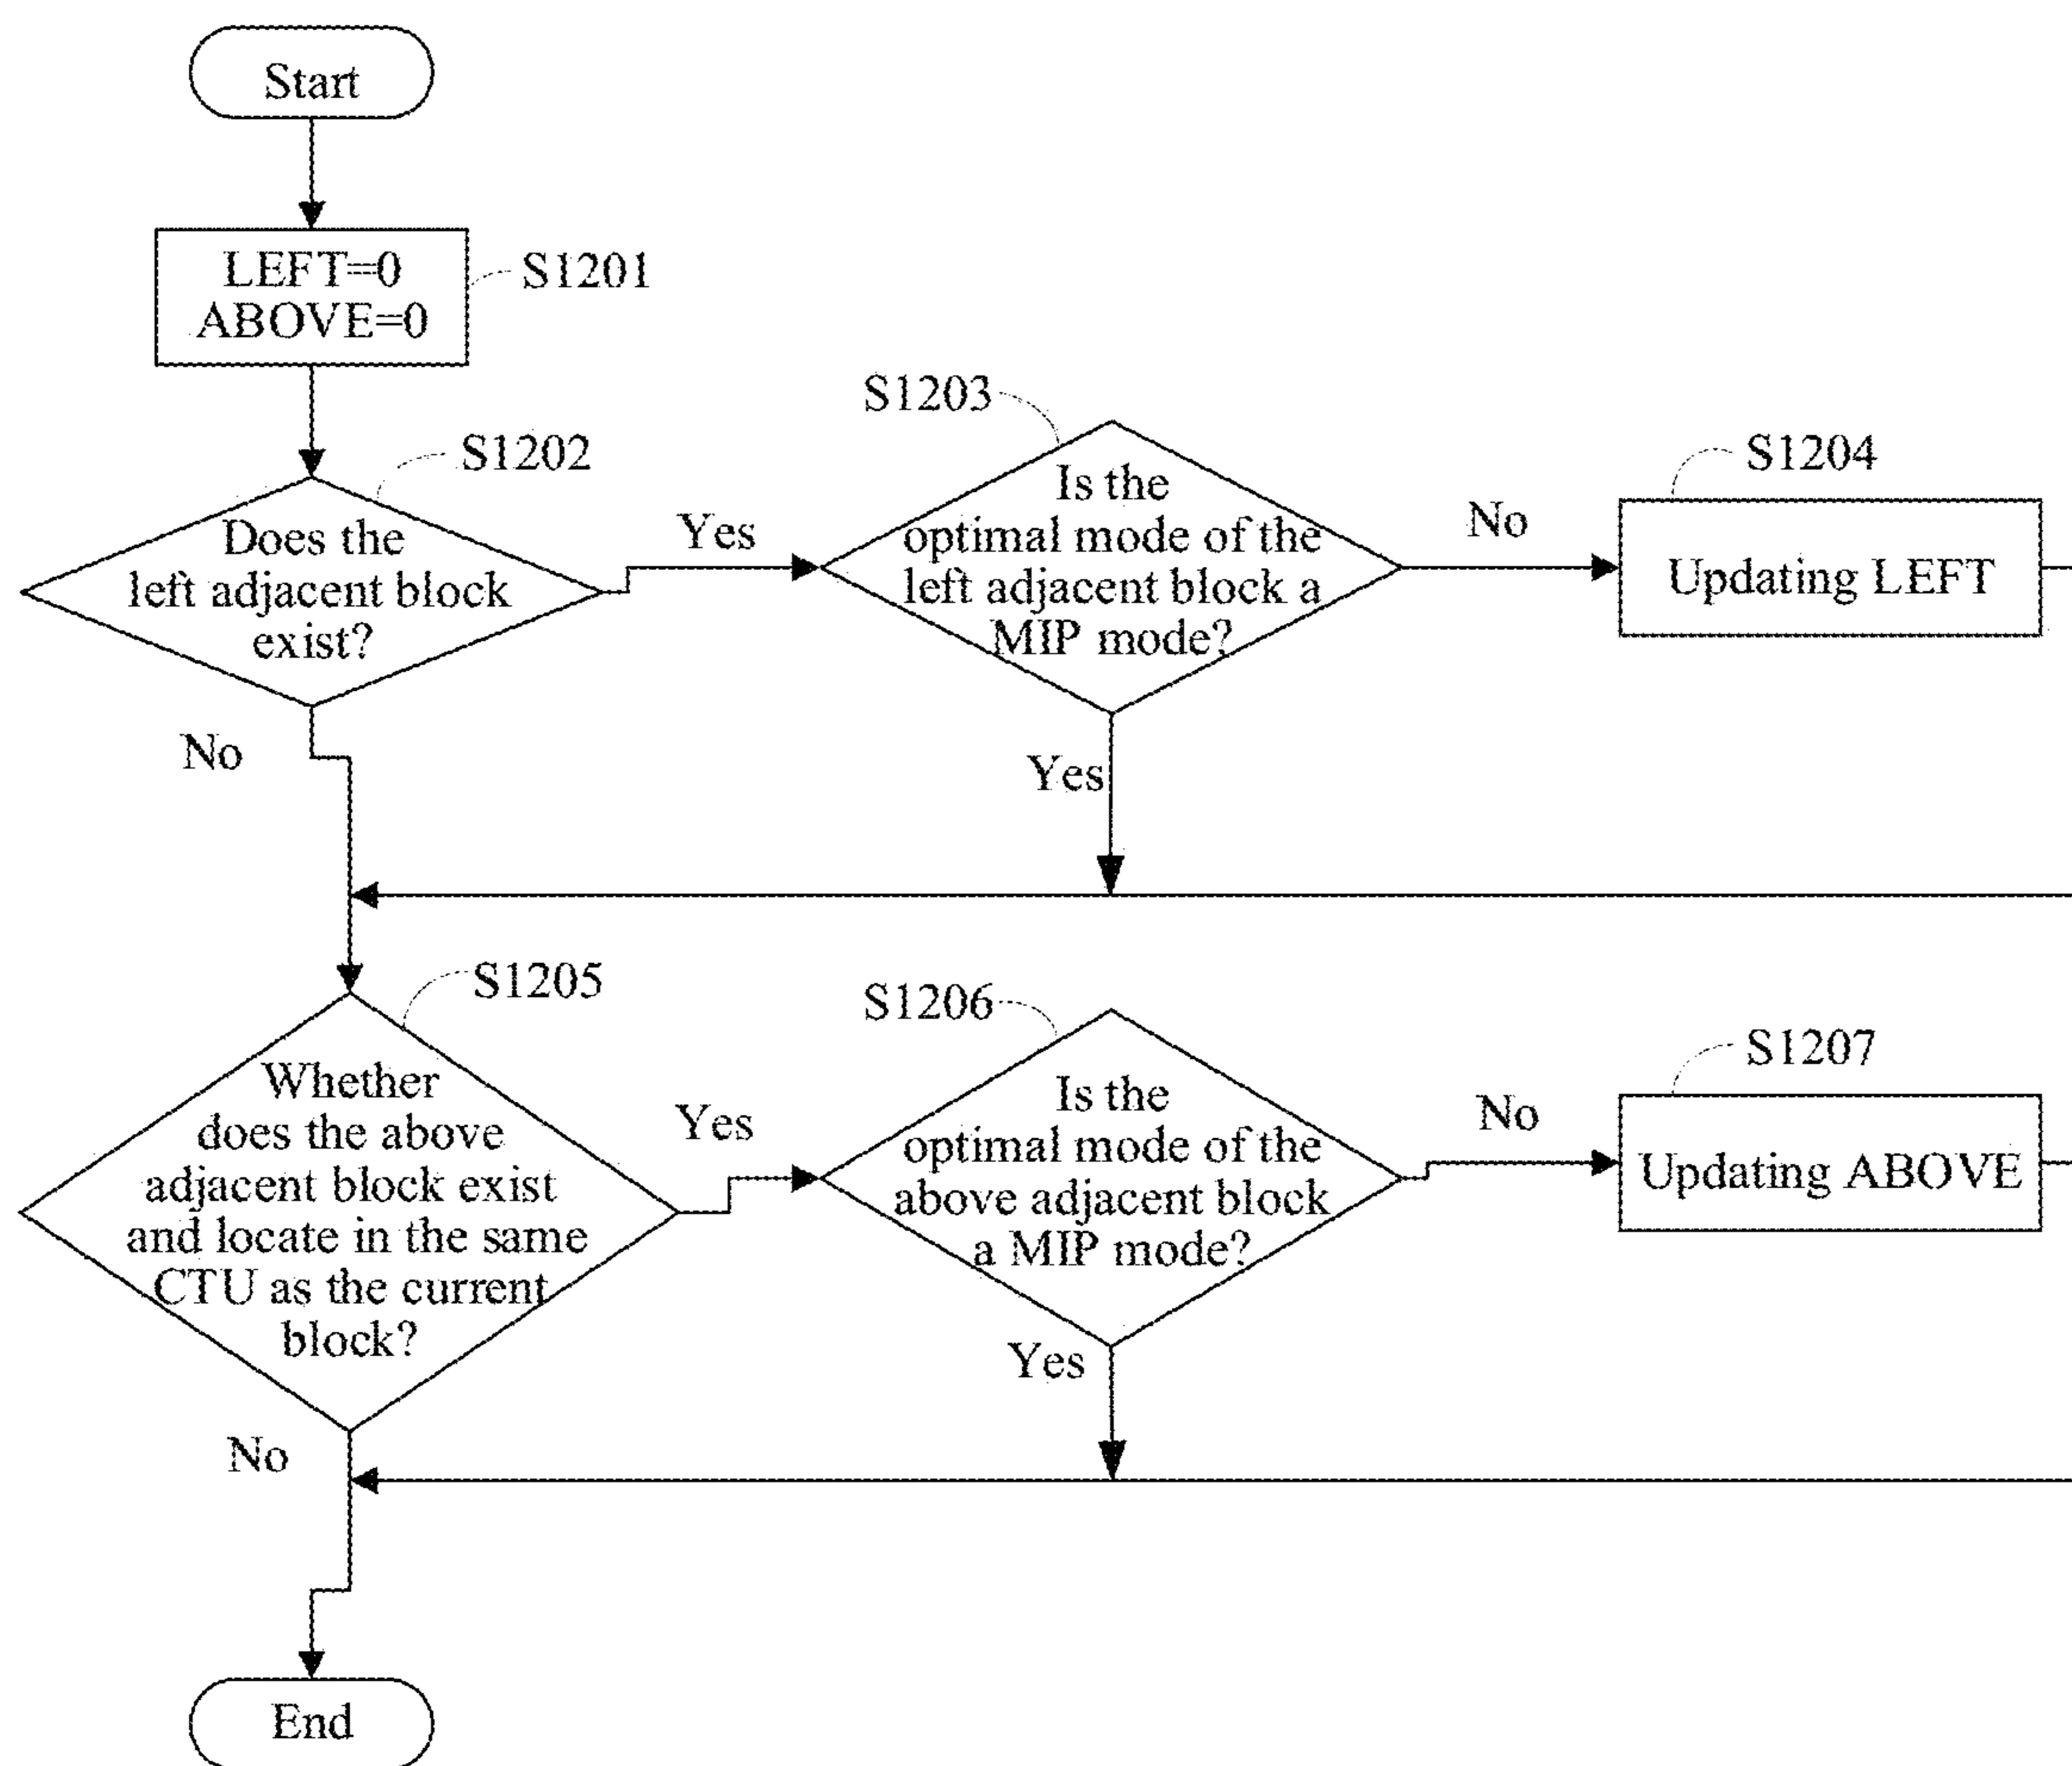 Start
LEFT=0
ABOVE=0
S1201
S1202
Does the
left adjacent block
exist?
Yes
No
S1203
Is the
optimal mode of the
left adjacent block a
MIP mode?
No
Yes
S1204
Updating LEFT
S1205
Whether
does the above
adjacent block exist
and locate in the same
CTU as the current
block?
Yes
No
S1206
Is the
optimal mode of the
above adjacent block
a MIP mode?
No
Yes
S1207
Updating ABOVE
End